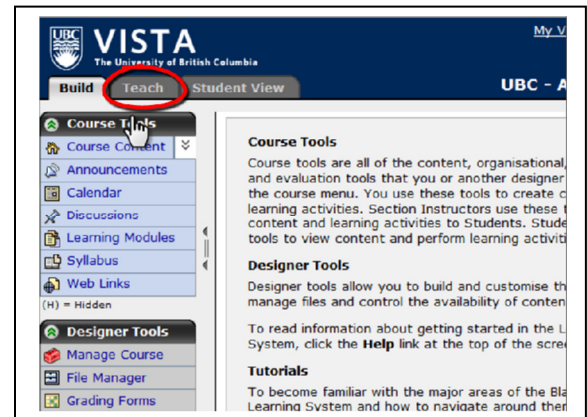 UBC
VISTA
The University of British Columbia
My V
Build Teach Student View
UBC - A
Course Tools
Course Content
Announcements
Calendar
Discussions
Learning Modules
Syllabus
Web Links
(H) = Hidden
Designer Tools
Manage Course
File Manager
Grading Forms
Course Tools
Course tools are all of the content, organisational,
and evaluation tools that you or another designer
the course menu. You use these tools to create c
learning activities. Section Instructors use these t
content and learning activities to Students. Stude
tools to view content and perform learning activiti
Designer Tools
Designer tools allow you to build and customise th
manage files and control the availability of conten
To read information about getting started in the L
System, click the Help link at the top of the scree
Tutorials
To become familiar with the major areas of the Bla
Learning System and how to navigate around them